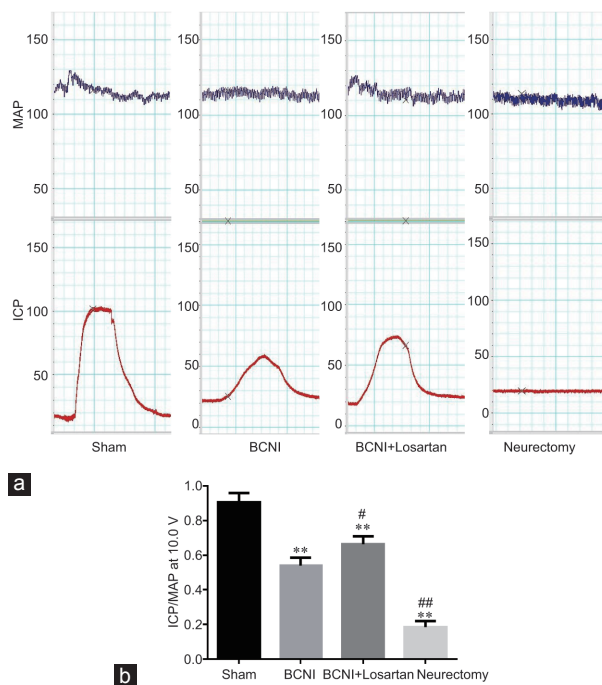 150 150 150 150
MAP
100 100 100 100
50 50 50 50
150 150 150 150
ICP
100 100 100 100
50 50 50 50
0 0 0
Sham BCNI BCNI+Losartan Neurectomy
a
1.0
0.8
0.6
0.4
0.2
0.0
ICP/MAP at 10.0 V
**
#
**
##
**
Sham BCNI BCNI+Losartan Neurectomy
b